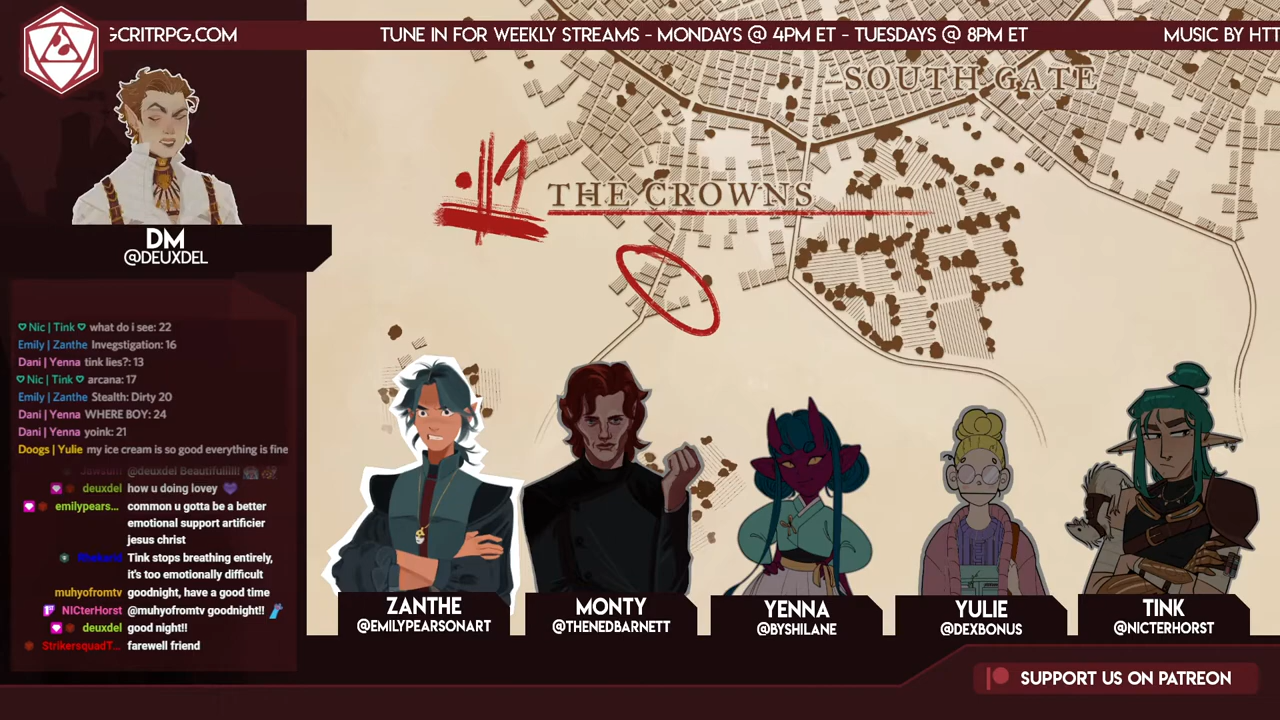 GCRITRPG.COM
TUNE IN FOR WEEKLY STREAMS - MONDAYS @ 4PM ET - TUESDAYS @ 8PM ET
MUSIC BY HTT
SOUTH GATE
THE CROWNS
DM
@DEUXDEL
Nic | Tink what do i see: 22
Emily | Zanthe Invegstigation: 16
Dani | Yenna tink lies?: 13
Nic | Tink arcana: 17
Emily | Zanthe Stealth: Dirty 20
Dani | Yenna WHERE BOY: 24
Dani | Yenna yoink: 21
Doogs | Yulie my ice cream is so good everything is fine
@deuxdel Beautifullll!
deuxdel how u doing lovey
emilypears... common u gotta be a better
emotional support artificier
jesus christ
Tink stops breathing entirely,
it's too emotionally difficult
muhyofromtv goodnight, have a good time
NICterHorst @muhyofromtv goodnight!!
deuxdel good night!!
StrikersquadT... farewell friend
ZANTHE
@EMILYPEARSONART
MONTY
@THENEDBARNETT
YENNA
@BYSHILANE
YULIE
@DEXBONUS
TINK
@NICTERHORST
SUPPORT US ON PATREON